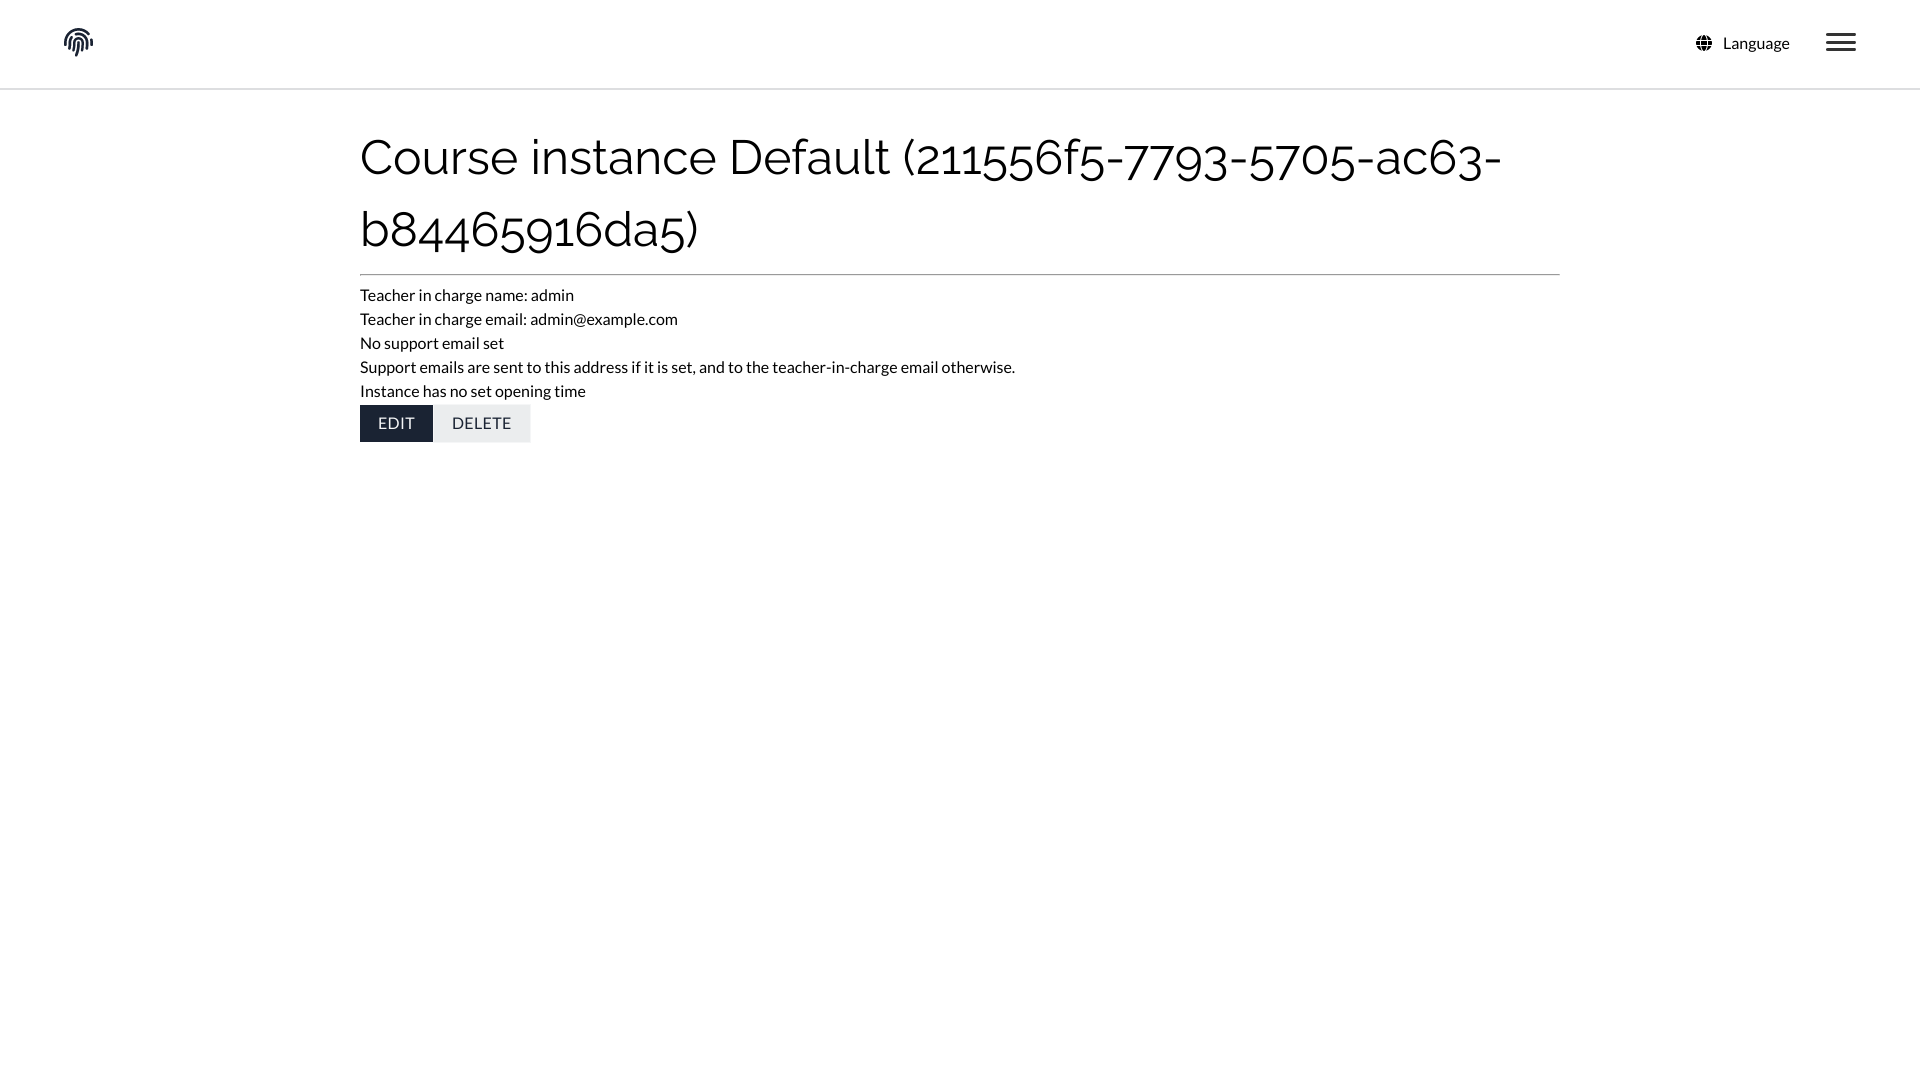 Language
Course instance Default (211556f5-7793-5705-ac63-
b84465916da5)
Teacher in charge name: admin
Teacher in charge email: admin@example.com
No support email set
Support emails are sent to this address if it is set, and to the teacher-in-charge email otherwise.
Instance has no set opening time
EDIT DELETE